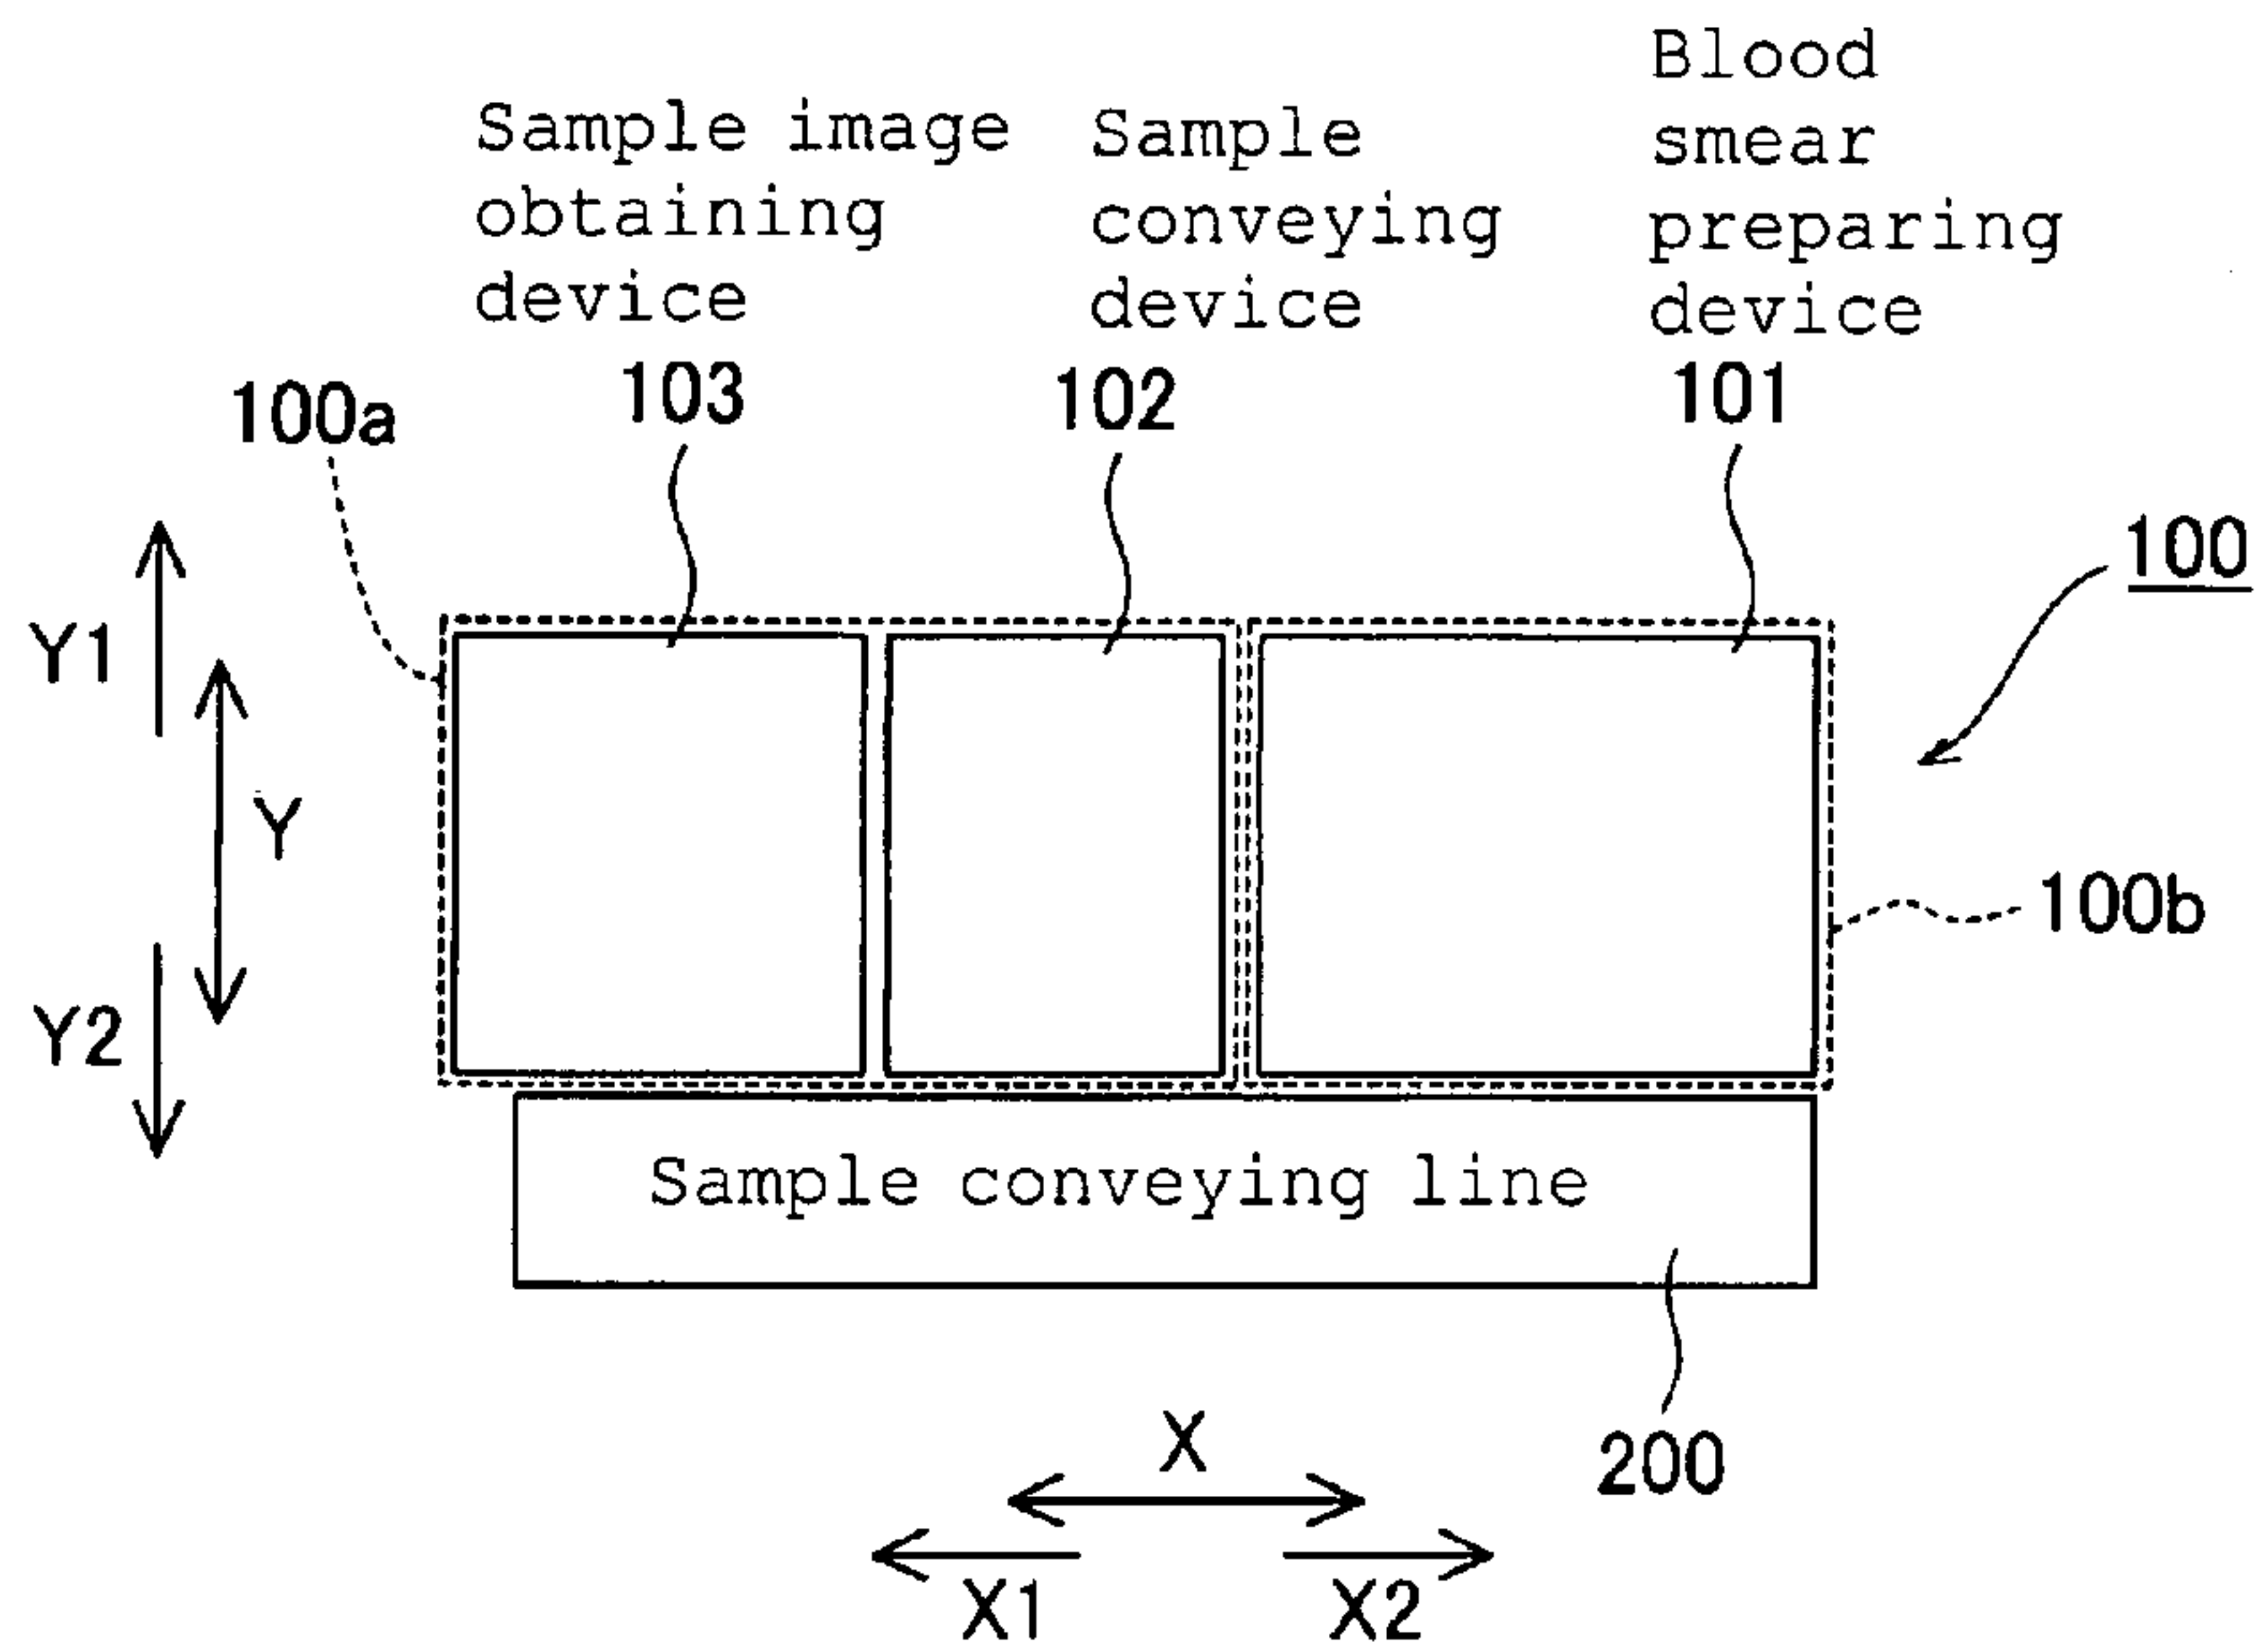 Sample image
obtaining
device
103
Sample
conveying
device
102
Blood
smear
preparing
device
101
100a
100
Y1
Y
Y2
100b
Sample conveying line
200
X
X1
X2